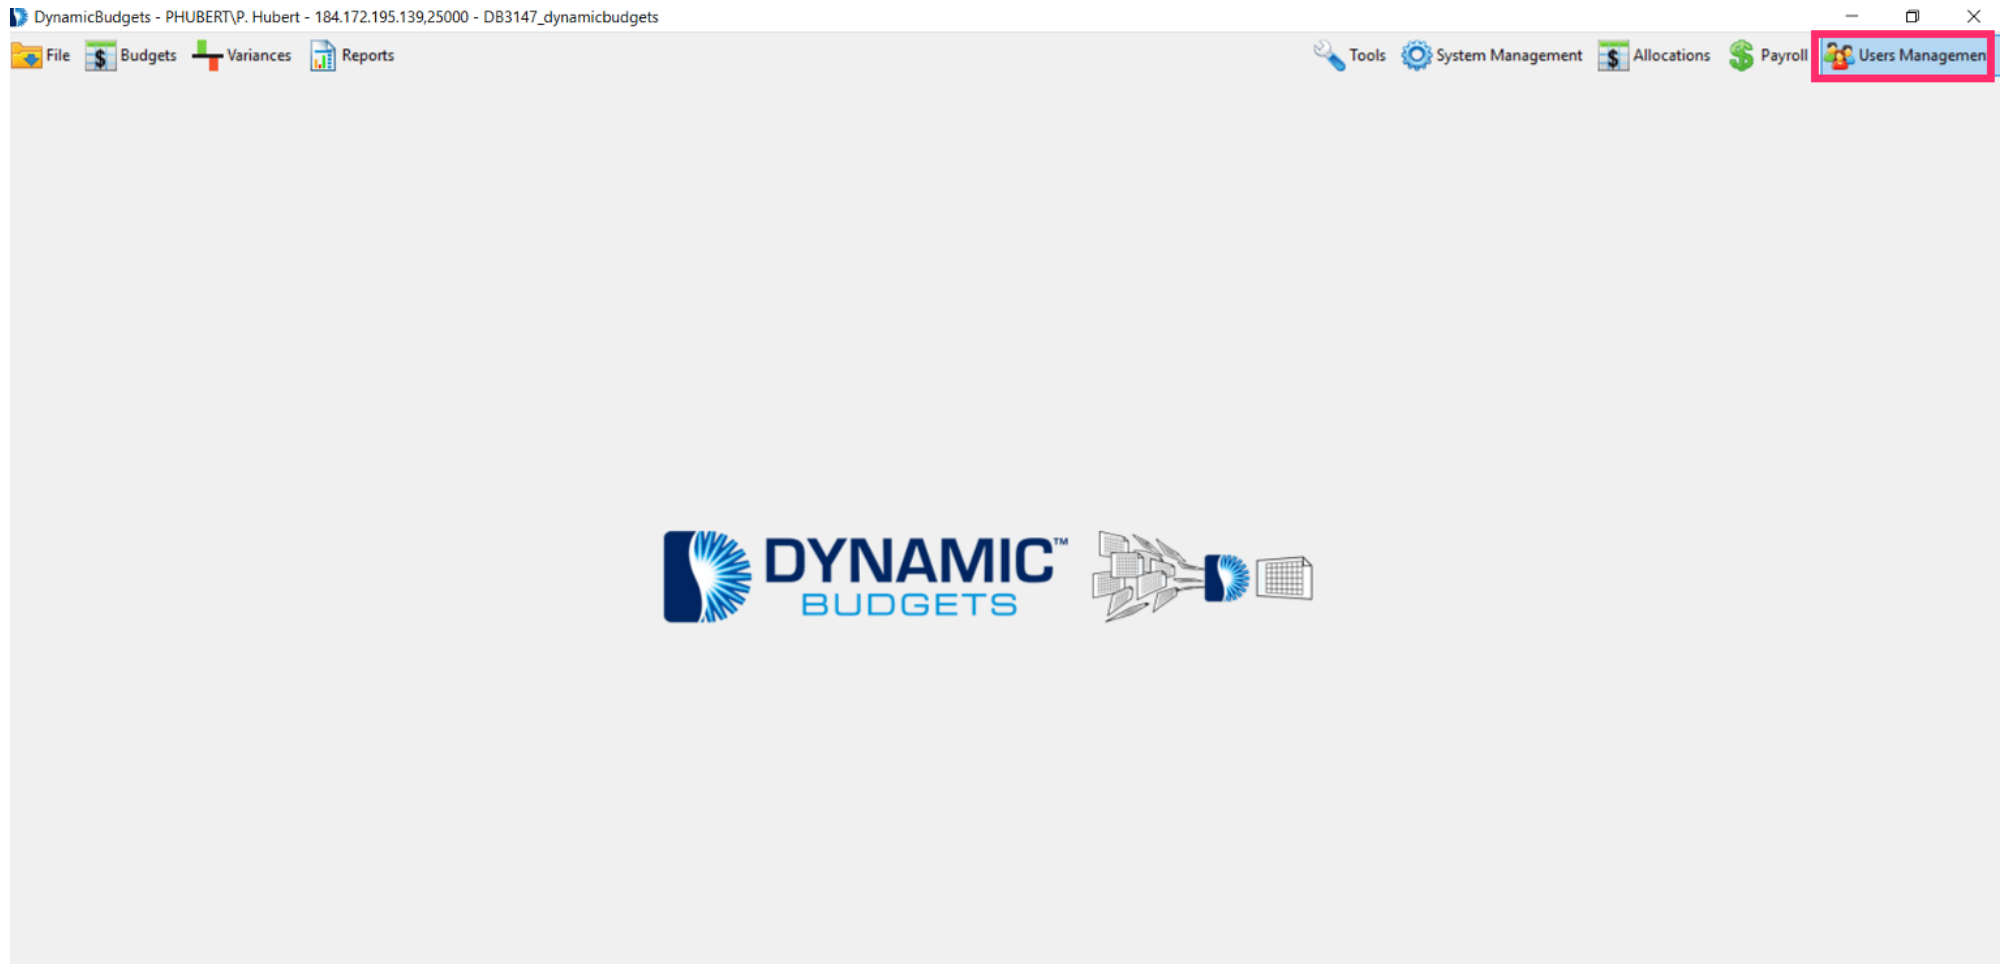 DynamicBudgets - PHUBERT\P. Hubert - 184.172.195.139,25000 - DB3147_dynamicbudgets
File Budgets Variances Reports Tools System Management Allocations Payroll Users Managemen
DYNAMIC™
BUDGETS